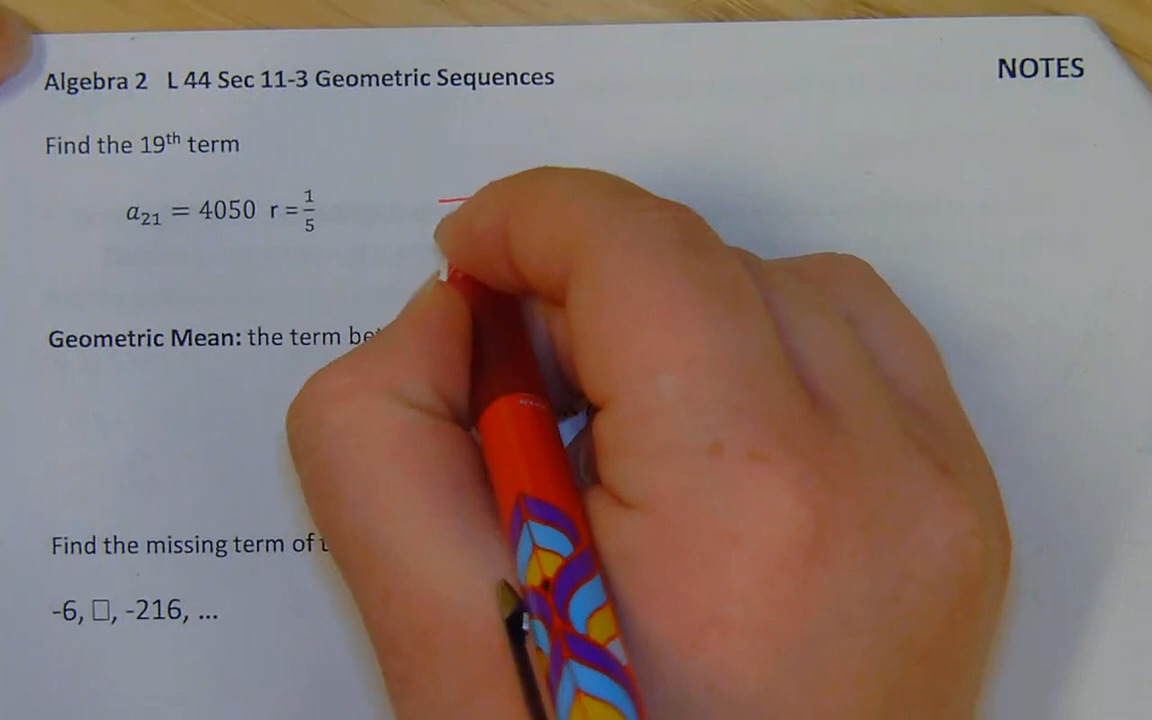 Algebra 2 L 44 Sec 11-3 Geometric Sequences
NOTES
Find the 19th term
a21 = 4050 r = 1/5
Geometric Mean: the term
Find the missing term of
-6, □, -216, ...